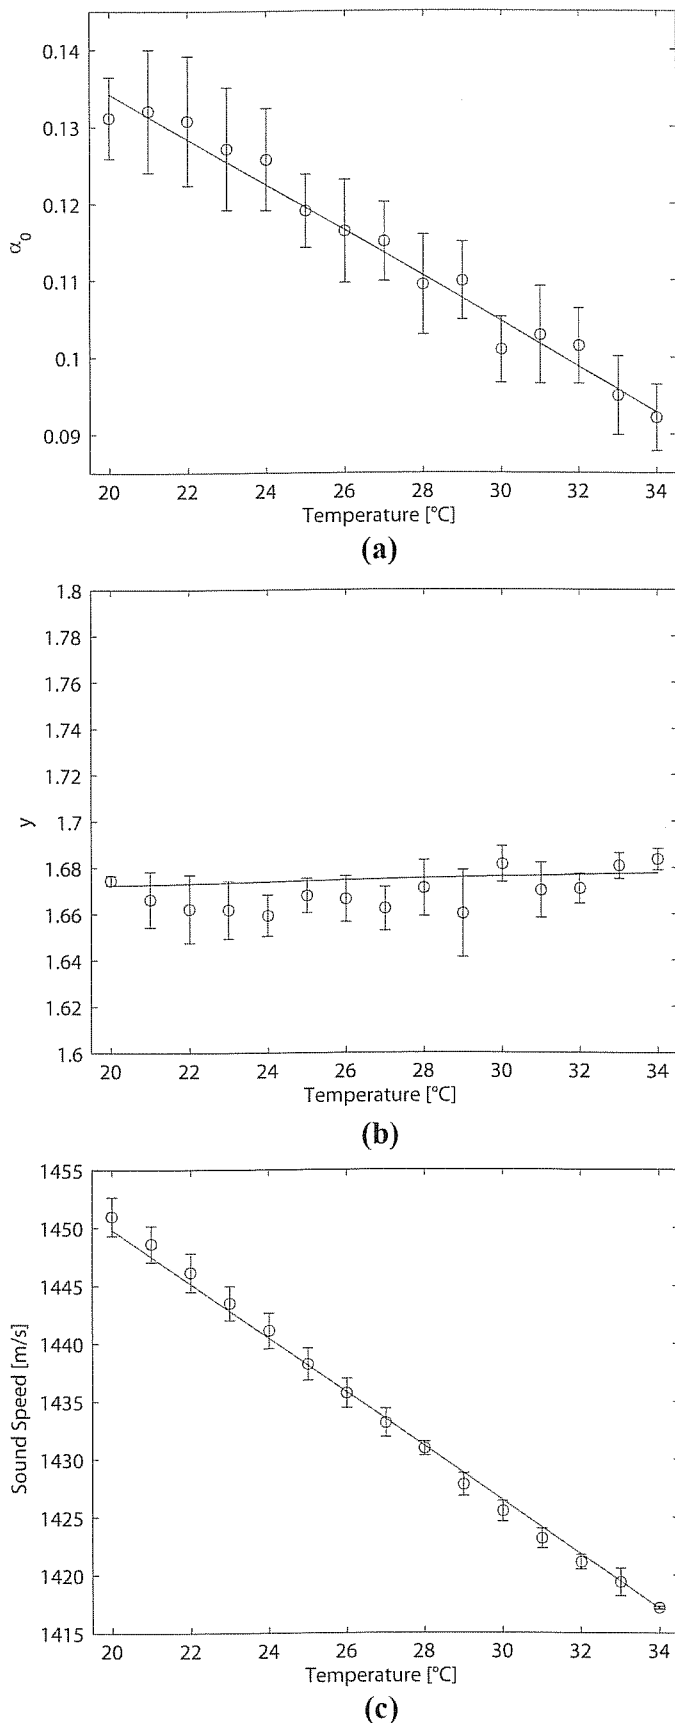 0.14
0.13
0.12
0.11
0.1
0.09
α0
20 22 24 26 28 30 32 34
Temperature [°C]
(a)
1.8
1.78
1.76
1.74
1.72
1.7
1.68
1.66
1.64
1.62
1.6
y
20 22 24 26 28 30 32 34
Temperature [°C]
(b)
1455
1450
1445
1440
1435
1430
1425
1420
1415
Sound Speed [m/s]
20 22 24 26 28 30 32 34
Temperature [°C]
(c)